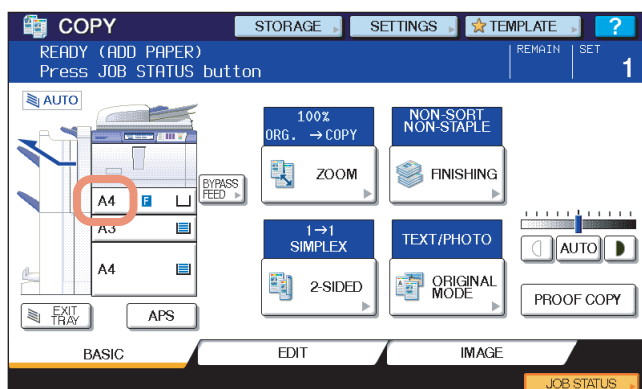 COPY
STORAGE
SETTINGS
TEMPLATE
?
READY (ADD PAPER)
Press JOB STATUS button
REMAIN
SET
1
AUTO
100%
ORG. →COPY
ZOOM
NON-SORT
NON-STAPLE
FINISHING
A4
F
BYPASS
FEED
A3
A4
1→1
SIMPLEX
2-SIDED
TEXT/PHOTO
ORIGINAL
MODE
AUTO
PROOF COPY
EXIT
TRAY
APS
BASIC
EDIT
IMAGE
JOB STATUS